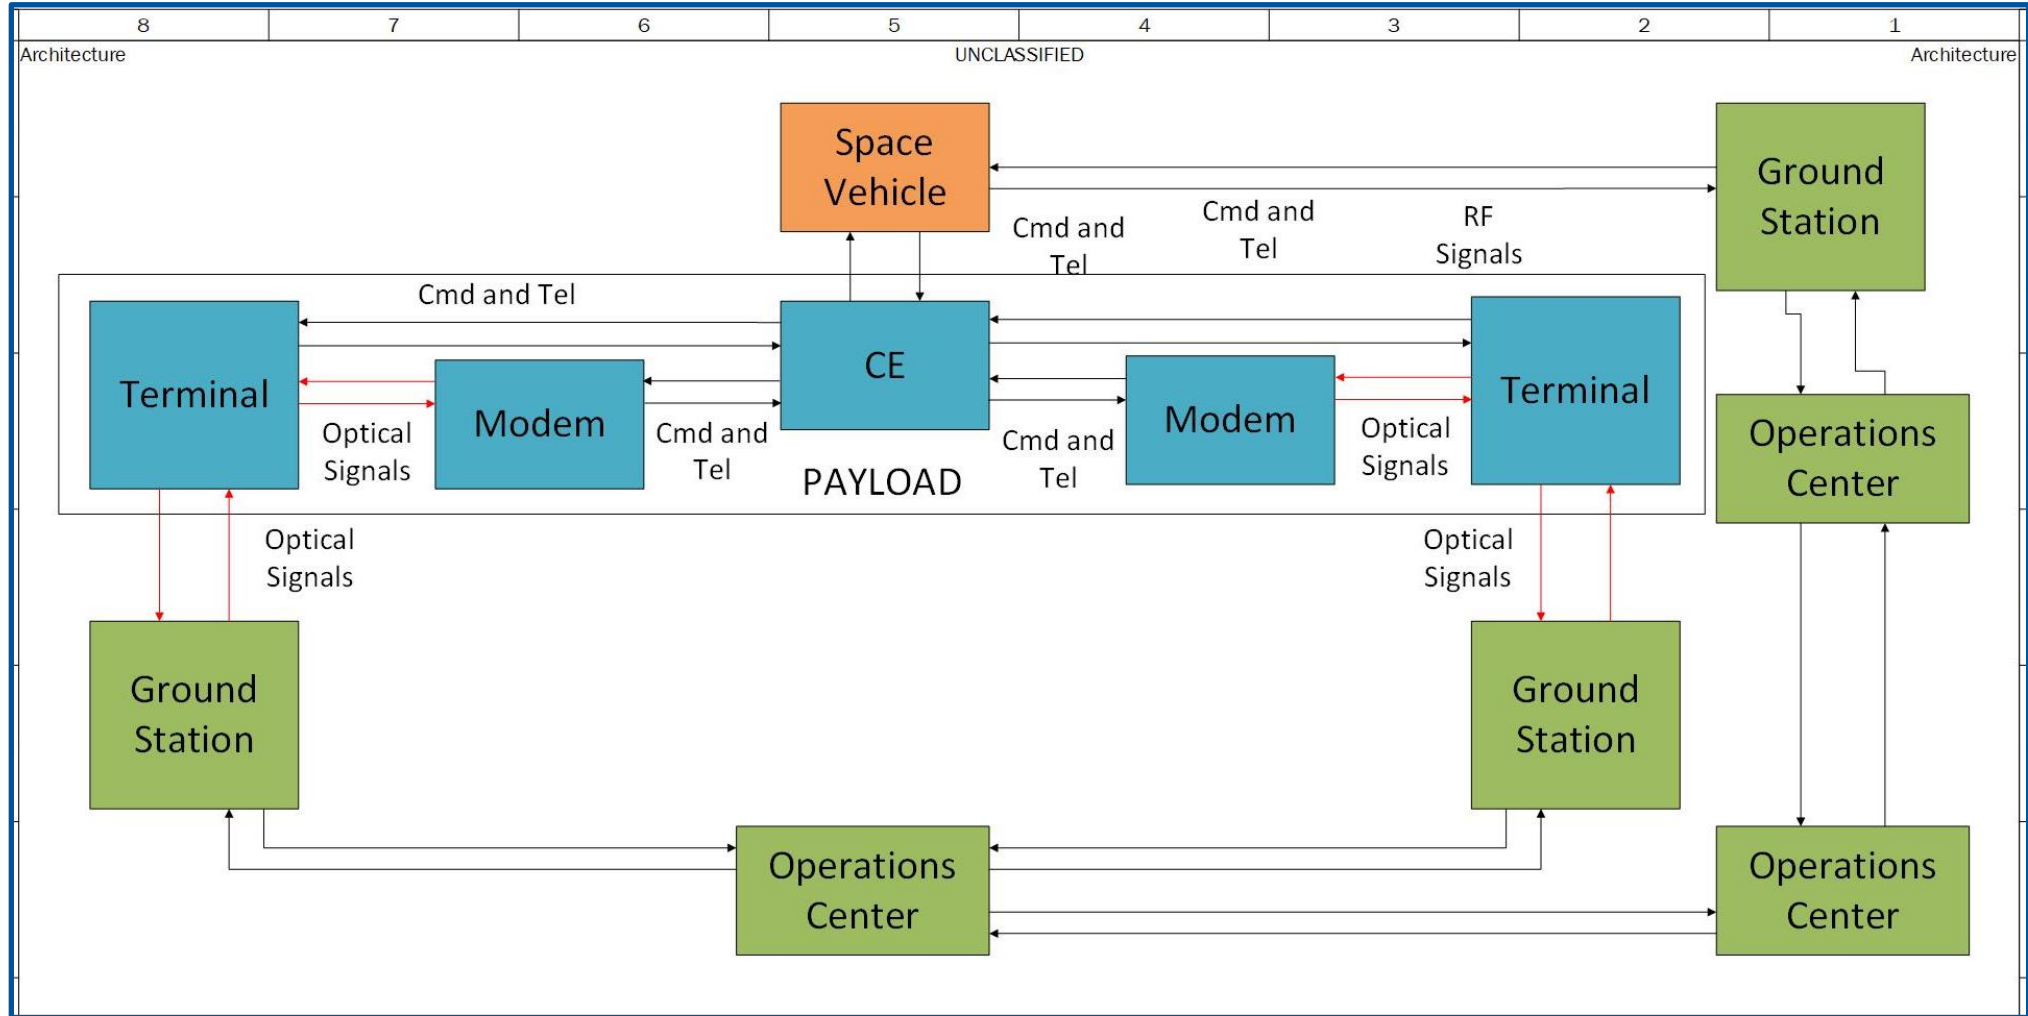 8 7 6 5 4 3 2 1
Architecture UNCLASSIFIED Architecture
Space
Vehicle
Ground
Station
Cmd and
Tel
Cmd and
Tel
RF
Signals
Cmd and Tel
Terminal
CE
Terminal
Modem
Modem
Optical
Signals
Cmd and
Tel
PAYLOAD
Cmd and
Tel
Optical
Signals
Operations
Center
Optical
Signals
Optical
Signals
Ground
Station
Ground
Station
Operations
Center
Operations
Center